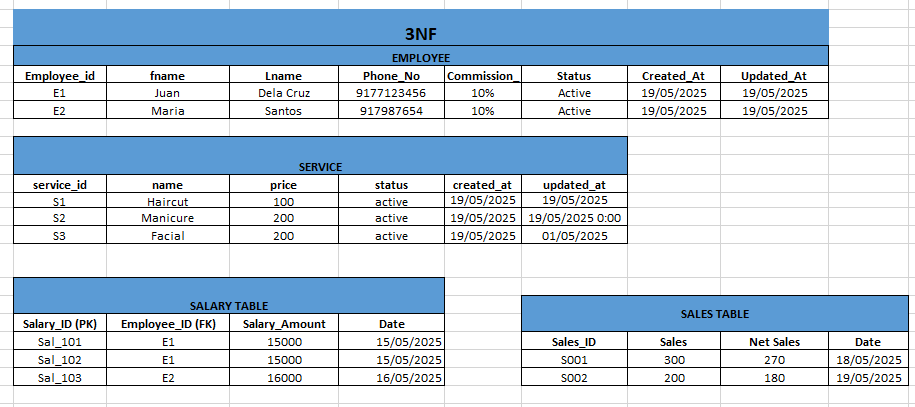 3NF
EMPLOYEE
Employee_id fname Lname Phone_No Commission_ Status Created_At Updated_At
E1 Juan Dela Cruz 9177123456 10% Active 19/05/2025 19/05/2025
E2 Maria Santos 917987654 10% Active 19/05/2025 19/05/2025
SERVICE
service_id name price status created_at updated_at
S1 Haircut 100 active 19/05/2025 19/05/2025
S2 Manicure 200 active 19/05/2025 19/05/2025 0:00
S3 Facial 200 active 19/05/2025 01/05/2025
SALARY TABLE
Salary_ID (PK) Employee_ID (FK) Salary_Amount Date
Sal_101 E1 15000 15/05/2025
Sal_102 E1 15000 15/05/2025
Sal_103 E2 16000 16/05/2025
SALES TABLE
Sales_ID Sales Net Sales Date
S001 300 270 18/05/2025
S002 200 180 19/05/2025